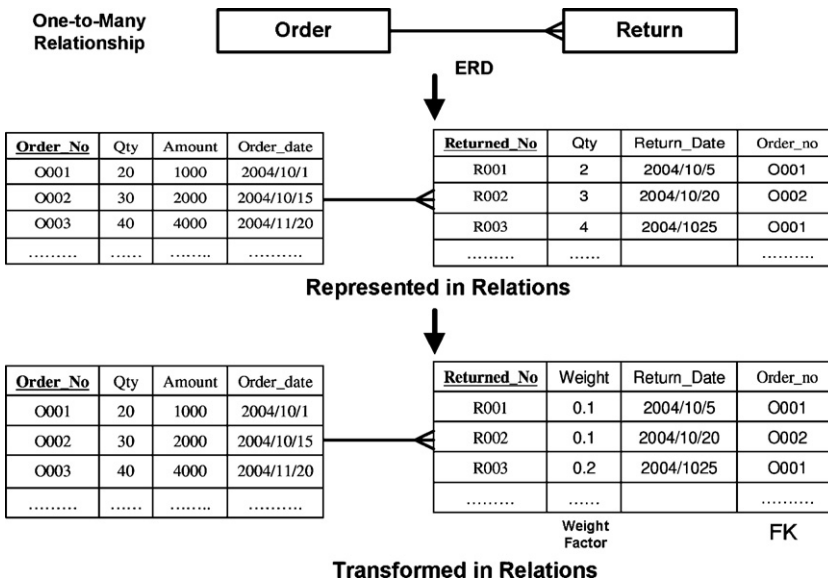 One-to-Many Relationship
Order
Return
ERD
Order_No Qty Amount Order_date
O001 20 1000 2004/10/1
O002 30 2000 2004/10/15
O003 40 4000 2004/11/20
......... ...... ........ ..........
Returned_No Qty Return_Date Order_no
R001 2 2004/10/5 O001
R002 3 2004/10/20 O002
R003 4 2004/1025 O001
......... ...... ..........
Represented in Relations
Order_No Qty Amount Order_date
O001 20 1000 2004/10/1
O002 30 2000 2004/10/15
O003 40 4000 2004/11/20
......... ...... ........ ..........
Returned_No Weight Return_Date Order_no
R001 0.1 2004/10/5 O001
R002 0.1 2004/10/20 O002
R003 0.2 2004/1025 O001
......... ...... ..........
Weight
Factor
FK
Transformed in Relations